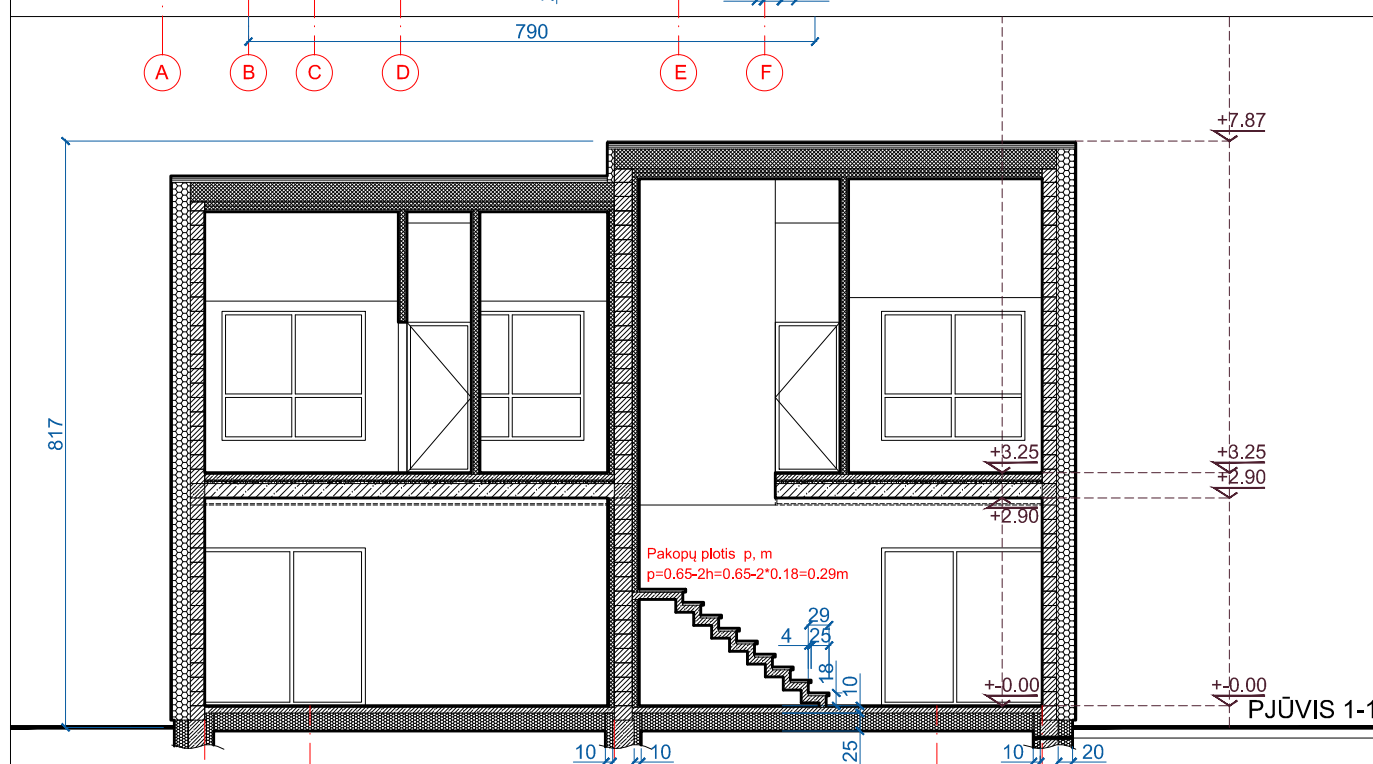 790
A B C D E F
+7.87
817
+3.25 +3.25
+2.90
+2.90
Pakopų plotis p, m
p=0.65-2h=0.65-2*0.18=0.29m
29
4 25
18 10
+-0.00 +-0.00
PJŪVIS 1-1
25
10 10 10 20